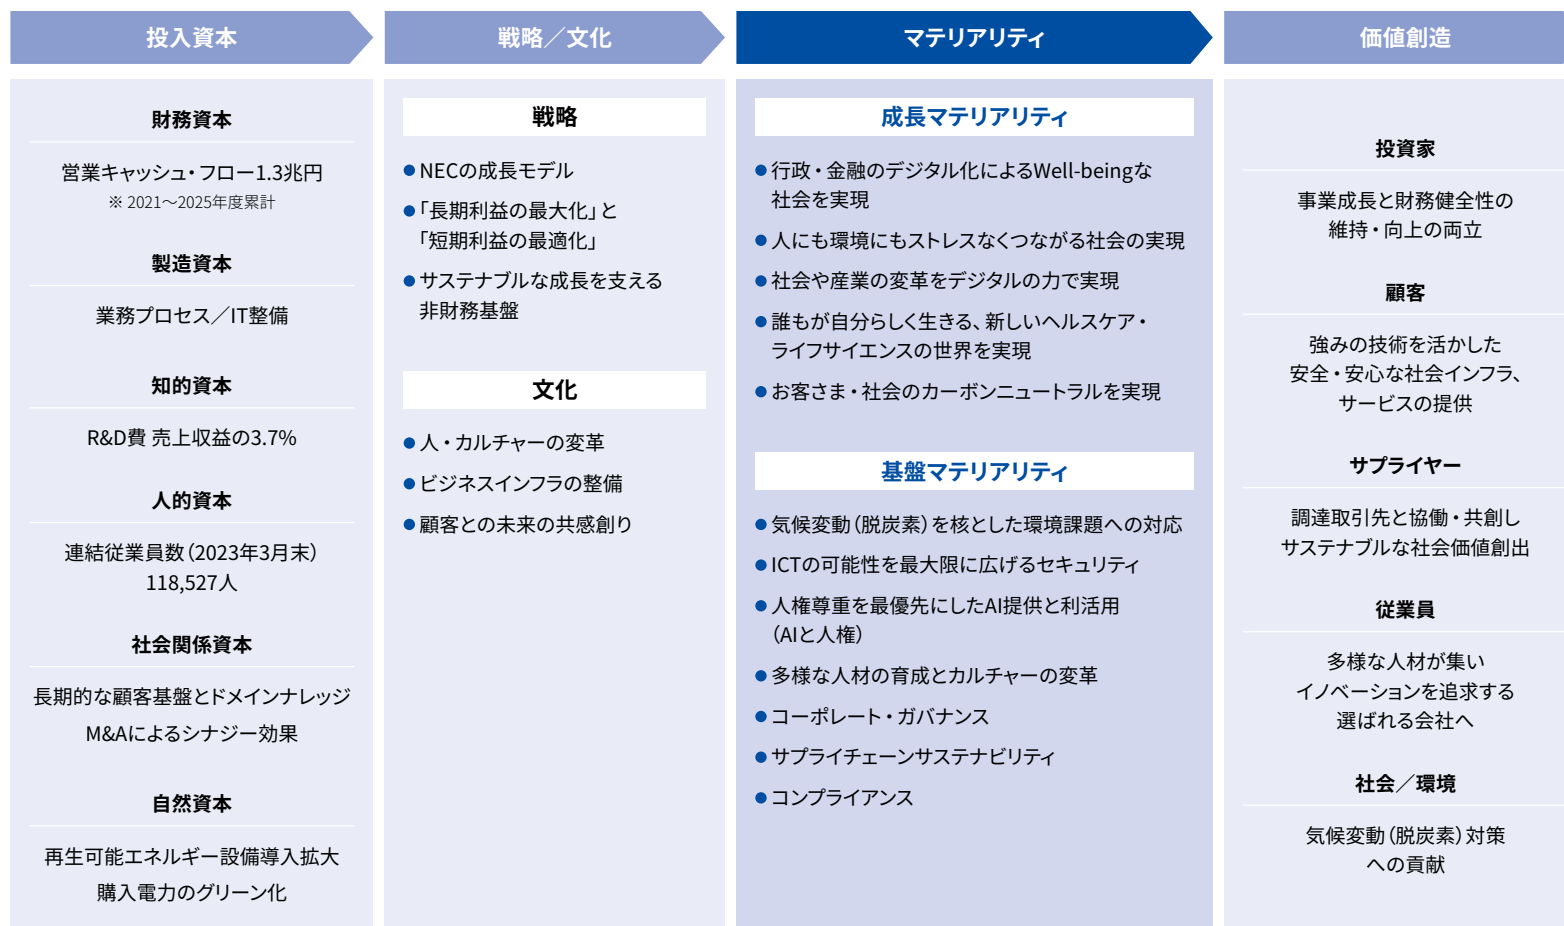 投入資本
財務資本
営業キャッシュ・フロー1.3兆円
※ 2021～2025年度累計
製造資本
業務プロセス／IT整備
知的資本
R&D費 売上収益の3.7%
人的資本
連結従業員数（2023年3月末）
118,527人
社会関係資本
長期的な顧客基盤とドメインナレッジ
M&Aによるシナジー効果
自然資本
再生可能エネルギー設備導入拡大
購入電力のグリーン化
戦略／文化
戦略
●NECの成長モデル
●「長期利益の最大化」と
「短期利益の最適化」
●サステナブルな成長を支える
非財務基盤
文化
●人・カルチャーの変革
●ビジネスインフラの整備
●顧客との未来の共感創り
マテリアリティ
成長マテリアリティ
●行政・金融のデジタル化によるWell-beingな
社会を実現
●人にも環境にもストレスなくつながる社会の実現
●社会や産業の変革をデジタルの力で実現
●誰もが自分らしく生きる、新しいヘルスケア・
ライフサイエンスの世界を実現
●お客さま・社会のカーボンニュートラルを実現
基盤マテリアリティ
●気候変動（脱炭素）を核とした環境課題への対応
●ICTの可能性を最大限に広げるセキュリティ
●人権尊重を最優先にしたAI提供と利活用
（AIと人権）
●多様な人材の育成とカルチャーの変革
●コーポレート・ガバナンス
●サプライチェーンサステナビリティ
●コンプライアンス
価値創造
投資家
事業成長と財務健全性の
維持・向上の両立
顧客
強みの技術を活かした
安全・安心な社会インフラ、
サービスの提供
サプライヤー
調達取引先と協働・共創し
サステナブルな社会価値創出
従業員
多様な人材が集い
イノベーションを追求する
選ばれる会社へ
社会／環境
気候変動（脱炭素）対策
への貢献